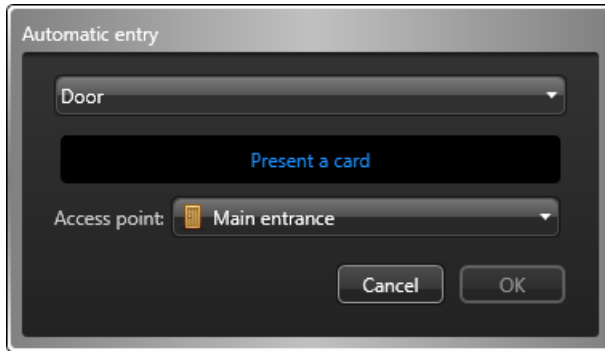 Automatic entry
Door
Present a card
Access point: Main entrance
Cancel OK